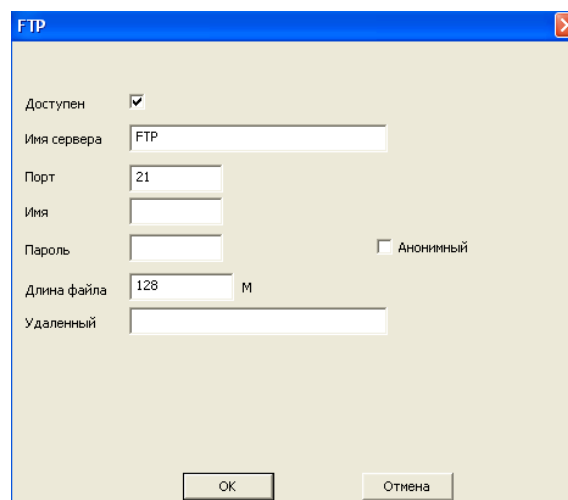 FTP
Доступен
Имя сервера FTP
Порт 21
Имя
Пароль Анонимный
Длина файла 128 M
Удаленный
OK Отмена